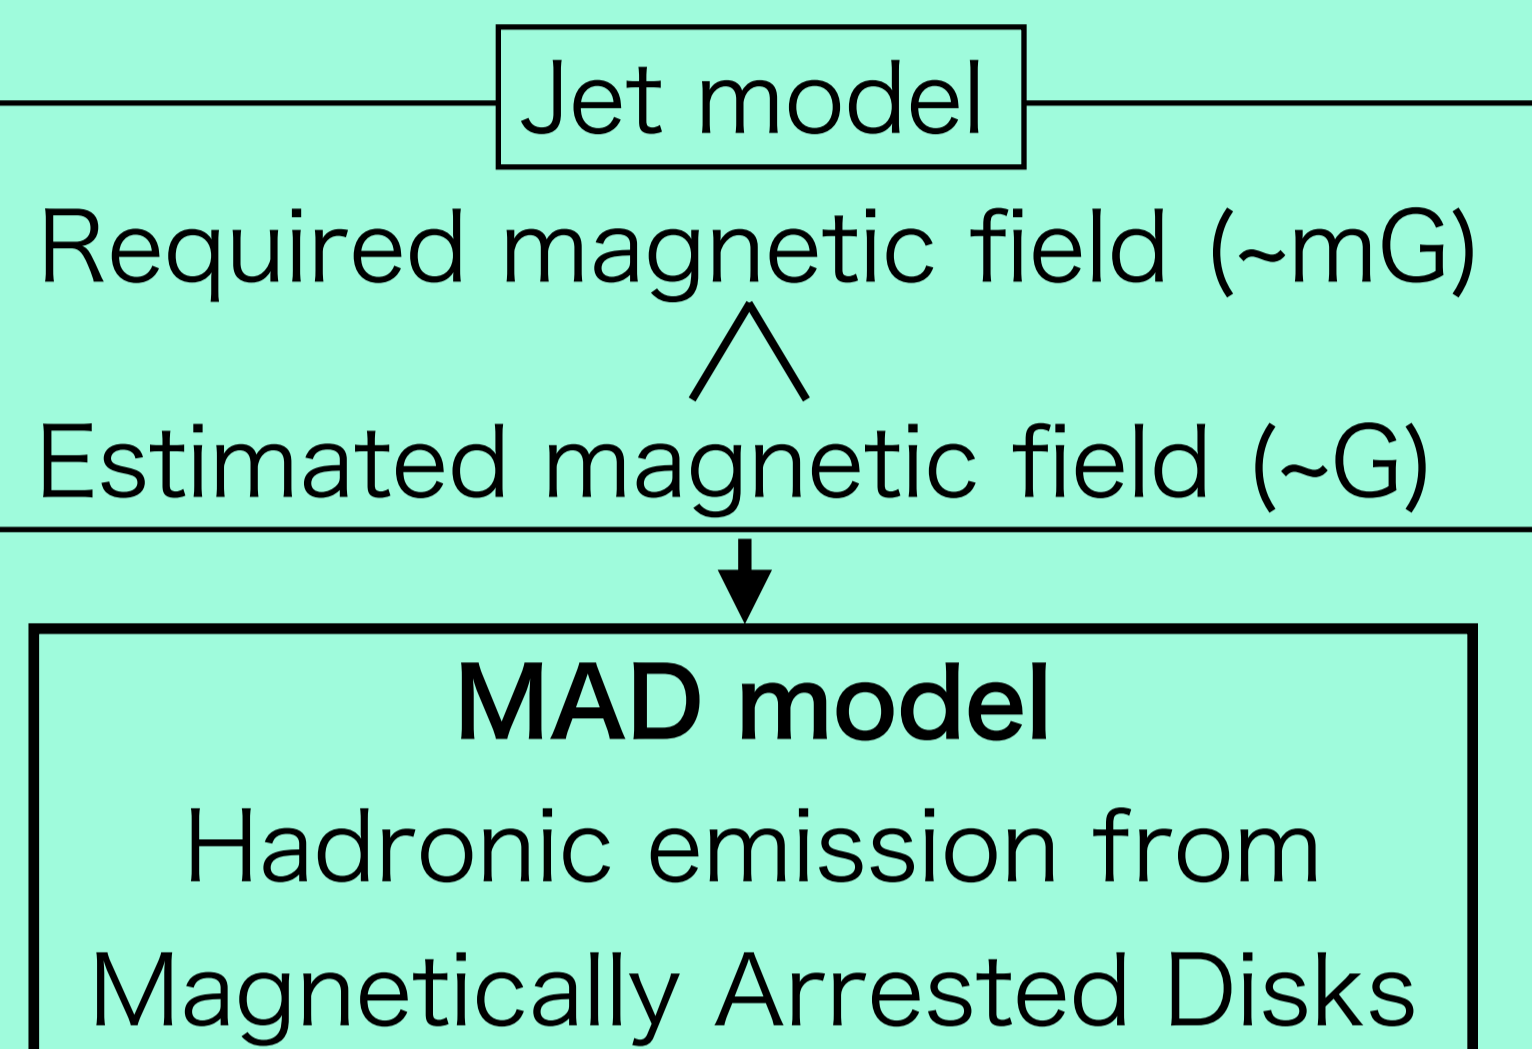 Jet model
Required magnetic field (~mG)
Estimated magnetic field (~G)
MAD model
Hadronic emission from
Magnetically Arrested Disks